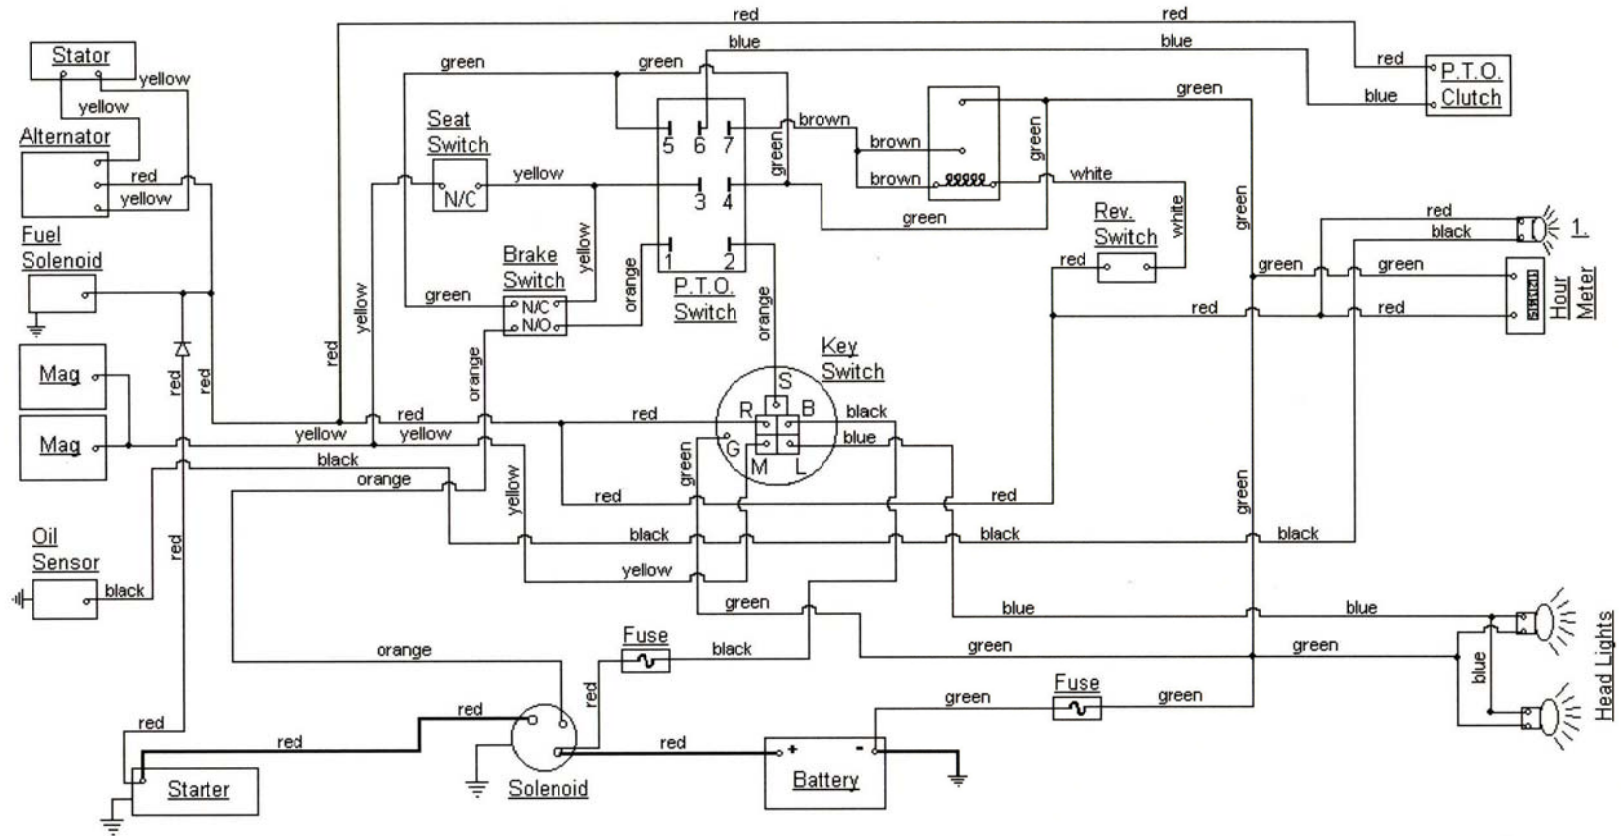 red
red
blue
blue
Stator
yellow
yellow
green
green
red
P.T.O.
Clutch
blue
green
Alternator
red
yellow
Seat
Switch
N/C
yellow
5
6
7
3
4
1
2
P.T.O.
Switch
brown
brown
brown
green
green
green
white
white
Rev.
Switch
red
green
red
black
1.
Fuel
Solenoid
Brake
Switch
N/C
N/O
yellow
green
orange
orange
yellow
green
green
Hour
Meter
red
red
Mag
Mag
red
red
red
orange
Key
Switch
S
R
B
G
M
L
red
red
yellow
yellow
black
blue
black
orange
yellow
green
red
red
green
Oil
Sensor
black
red
black
black
black
yellow
green
blue
blue
Head Lights
blue
orange
Fuse
black
green
green
red
Fuse
green
green
red
red
red
red
Solenoid
+
-
Battery
Starter